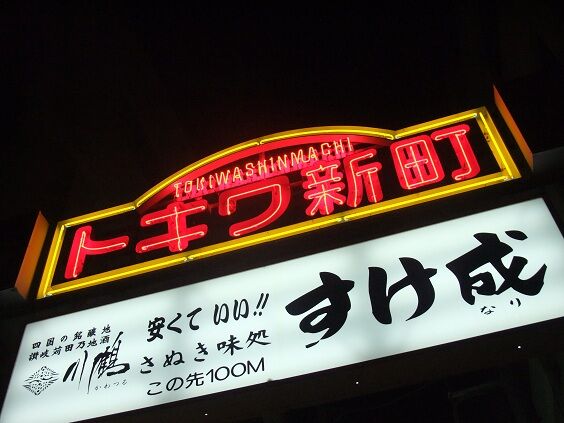 TOKIWASHINMACHI
トキワ新町
四国の銘醸地
讃岐苅田乃地酒
川鶴
かわつる
安くていい!!
さぬき味処
この先100M
すけ成
なり